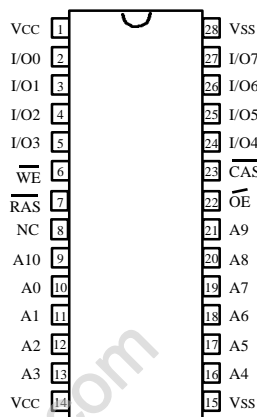 VCC 1 28 VSS
I/O0 2 27 I/O7
I/O1 3 26 I/O6
I/O2 4 25 I/O5
I/O3 5 24 I/O4
WE 6 23 CAS
RAS 7 22 OE
NC 8 21 A9
A10 9 20 A8
A0 10 19 A7
A1 11 18 A6
A2 12 17 A5
A3 13 16 A4
VCC 14 15 VSS
com